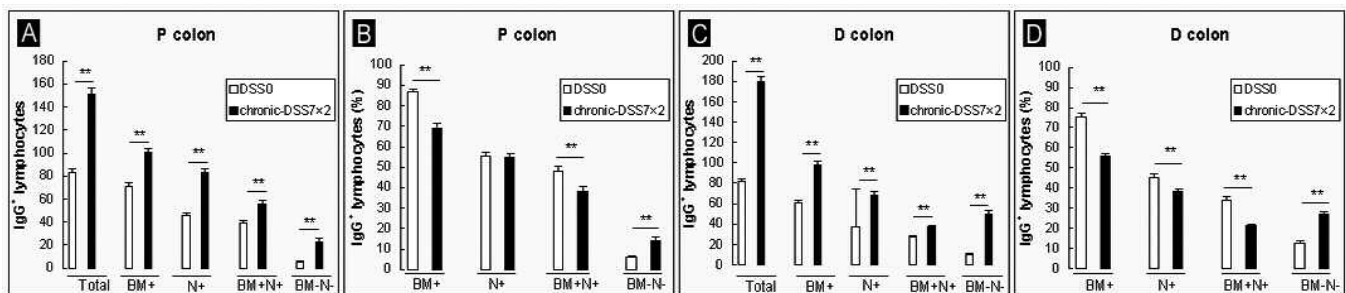 A
P colon
IgG+ lymphocytes
180
160
140
120
100
80
60
40
20
0
DSS0
chronic-DSS7×2
**
**
**
**
**
Total
BM+
N+
BM+N+
BM-N-
B
P colon
IgG+ lymphocytes (%)
100
90
80
70
60
50
40
30
20
10
0
DSS0
chronic-DSS7×2
**
**
**
BM+
N+
BM+N+
BM-N-
C
D colon
IgG+ lymphocytes
200
180
160
140
120
100
80
60
40
20
0
DSS0
chronic-DSS7×2
**
**
**
**
**
Total
BM+
N+
BM+N+
BM-N-
D
D colon
IgG+ lymphocytes (%)
100
90
80
70
60
50
40
30
20
10
0
DSS0
chronic-DSS7×2
**
**
**
**
BM+
N+
BM+N+
BM-N-